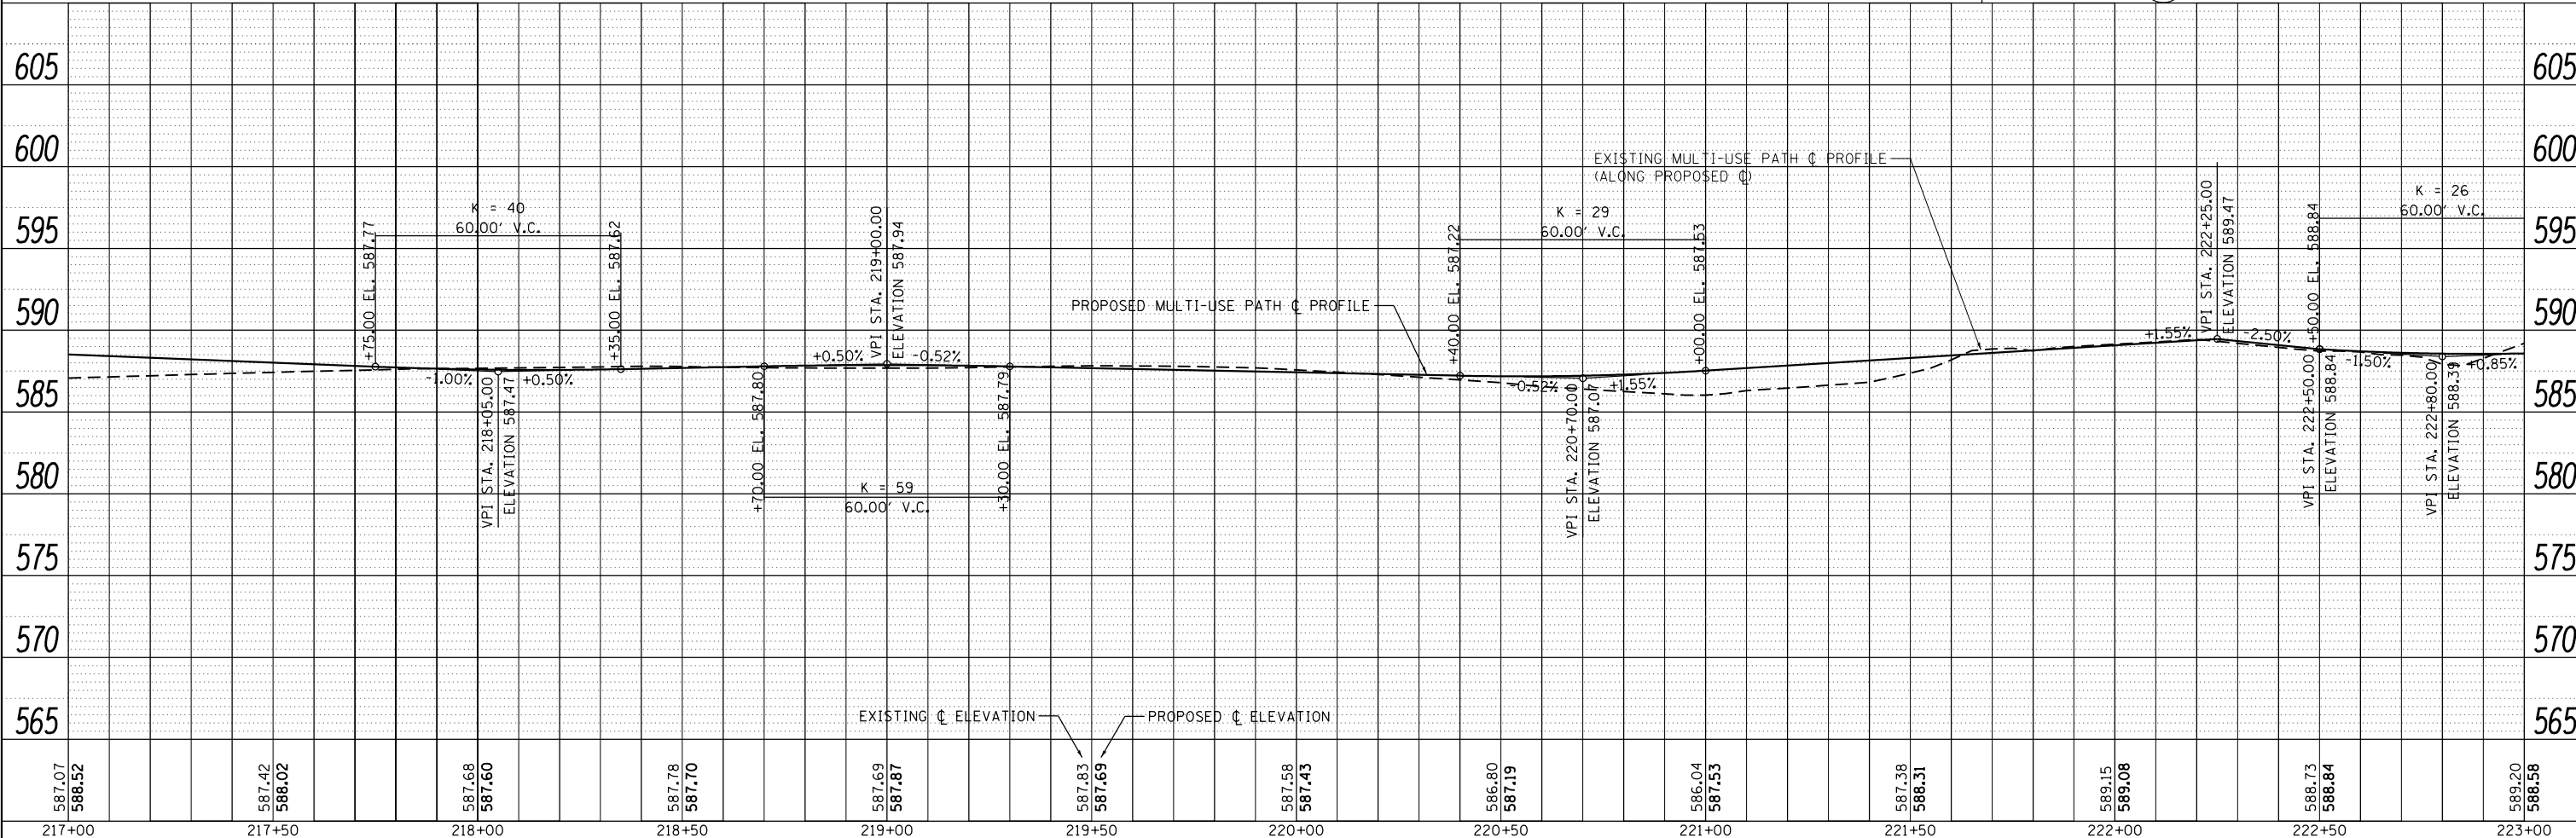 605 605
600 600
595 595
590 590
585 585
580 580
575 575
570 570
565 565
K = 40
60.00' V.C.
+75.00 EL. 587.77
+35.00 EL. 587.62
-1.00%
+0.50%
VPI STA. 218+05.00
ELEVATION 587.47
VPI STA. 219+00.00
ELEVATION 587.94
+0.50%
-0.52%
+70.00 EL. 587.80
+30.00 EL. 587.79
K = 59
60.00' V.C.
PROPOSED MULTI-USE PATH ℄ PROFILE
K = 29
60.00' V.C.
+40.00 EL. 587.22
+00.00 EL. 587.53
-0.52%
+1.55%
VPI STA. 220+70.00
ELEVATION 587.07
EXISTING MULTI-USE PATH ℄ PROFILE
(ALONG PROPOSED ℄)
VPI STA. 222+25.00
ELEVATION 589.47
+1.55%
-2.50%
+50.00 EL. 588.84
VPI STA. 222+50.00
ELEVATION 588.84
K = 26
60.00' V.C.
-1.50%
+0.85%
VPI STA. 222+80.00
ELEVATION 588.39
EXISTING ℄ ELEVATION
PROPOSED ℄ ELEVATION
587.07
588.52
587.42
588.02
587.68
587.60
587.78
587.70
587.69
587.87
587.83
587.69
587.58
587.43
586.80
587.19
586.04
587.53
587.38
588.31
589.15
589.08
588.73
588.84
589.20
588.58
217+00 217+50 218+00 218+50 219+00 219+50 220+00 220+50 221+00 221+50 222+00 222+50 223+00